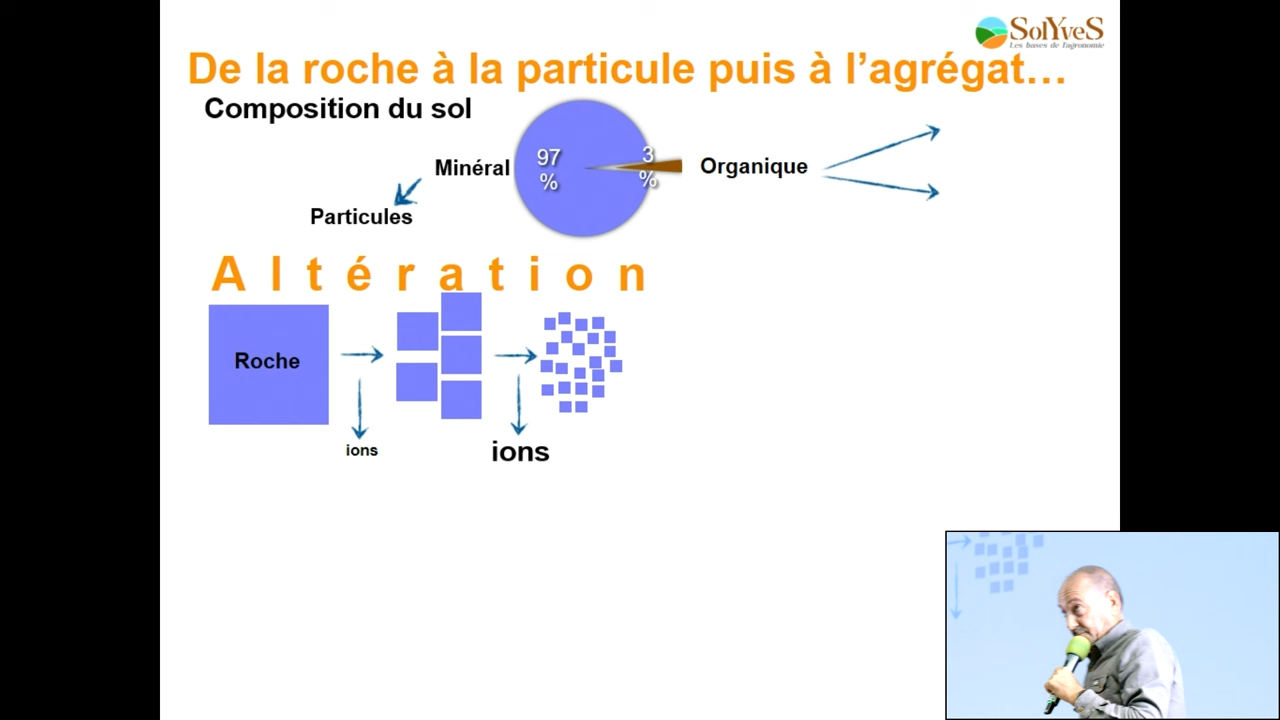 SolYveS
Les bases de l'agronomie
De la roche à la particule puis à l’agrégat…
Composition du sol
Minéral
97
%
3
%
Organique
Particules
Altération
Roche
ions
ions